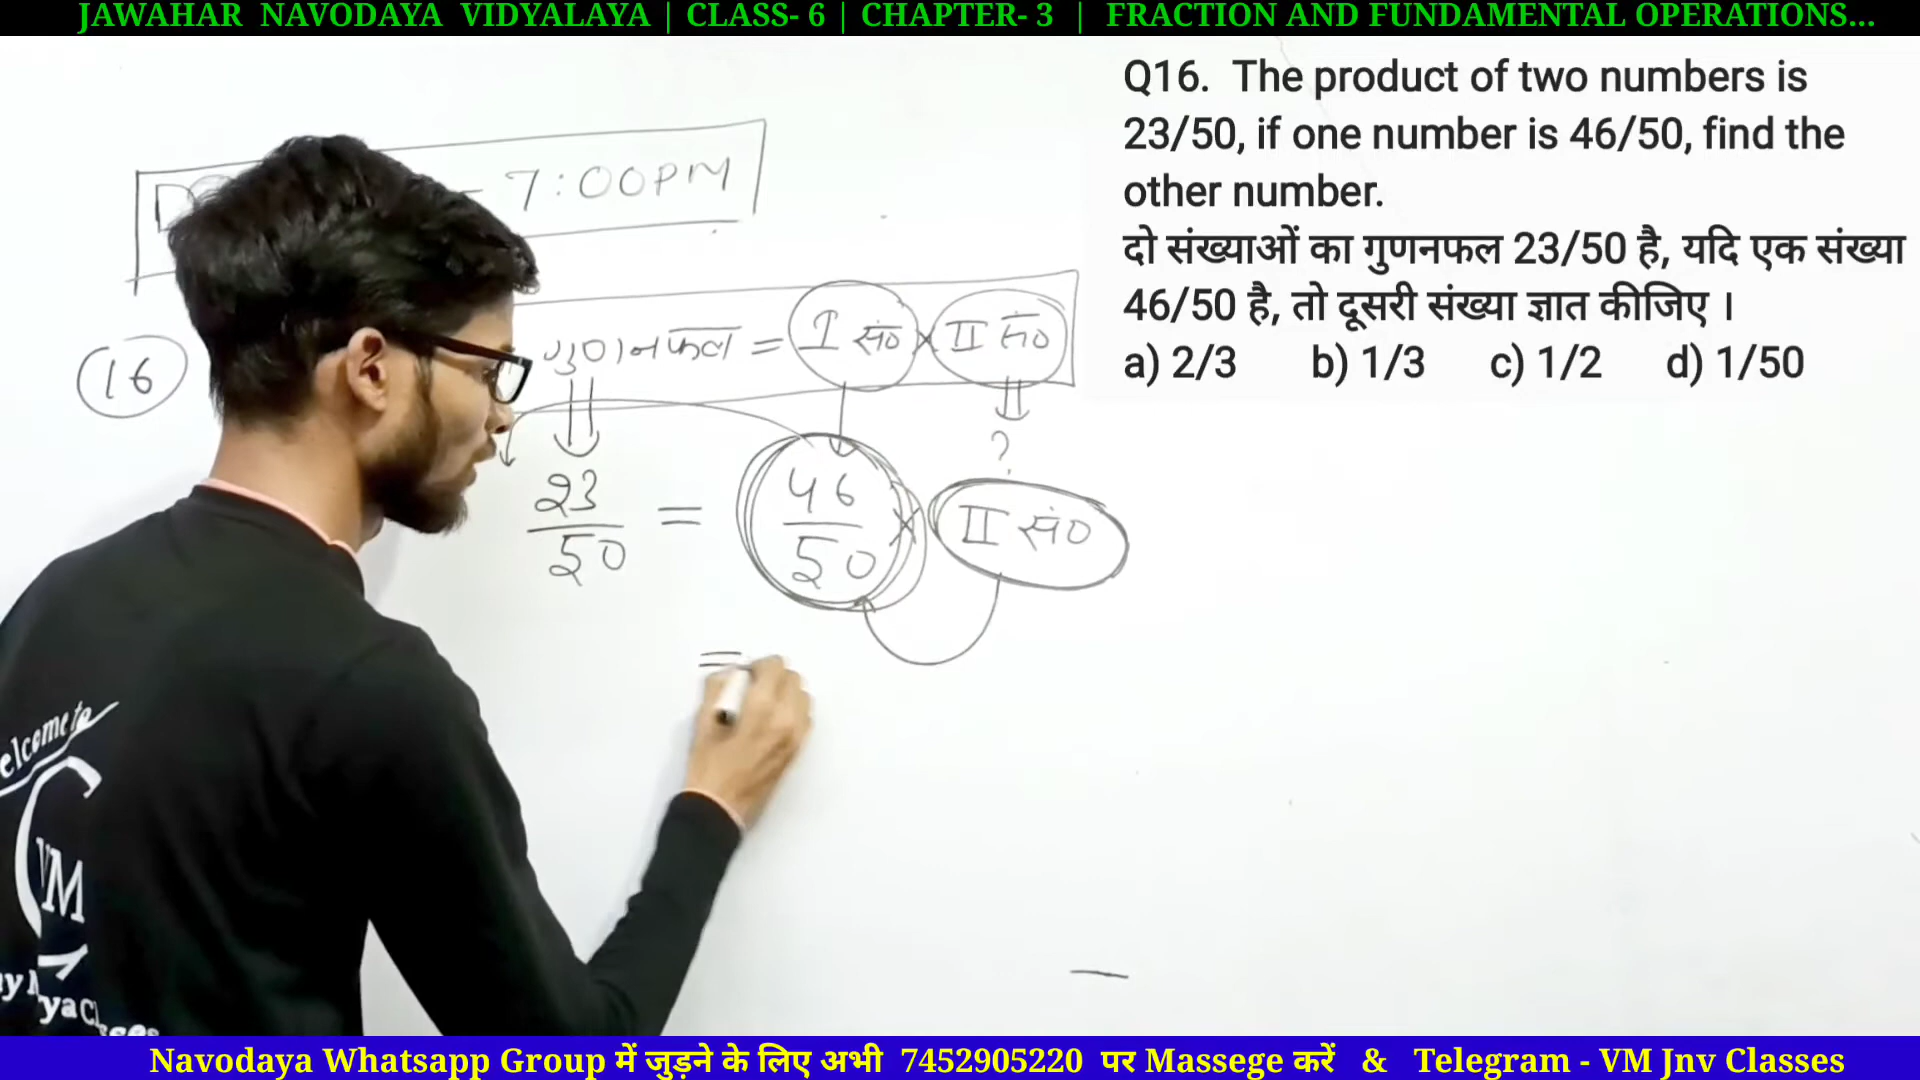 JAWAHAR NAVODAYA VIDYALAYA | CLASS- 6 | CHAPTER- 3 | FRACTION AND FUNDAMENTAL OPERATIONS...
Q16. The product of two numbers is
23/50, if one number is 46/50, find the
other number.
दो संख्याओं का गुणनफल 23/50 है, यदि एक संख्या
46/50 है, तो दूसरी संख्या ज्ञात कीजिए ।
a) 2/3 b) 1/3 c) 1/2 d) 1/50
- 7:00PM
16
गुणनफल = I सं० × II सं०
?
23/50 = 46/50 × II सं०
=
elcome to
VM
Navodaya Whatsapp Group में जुड़ने के लिए अभी 7452905220 पर Massege करें & Telegram - VM Jnv Classes